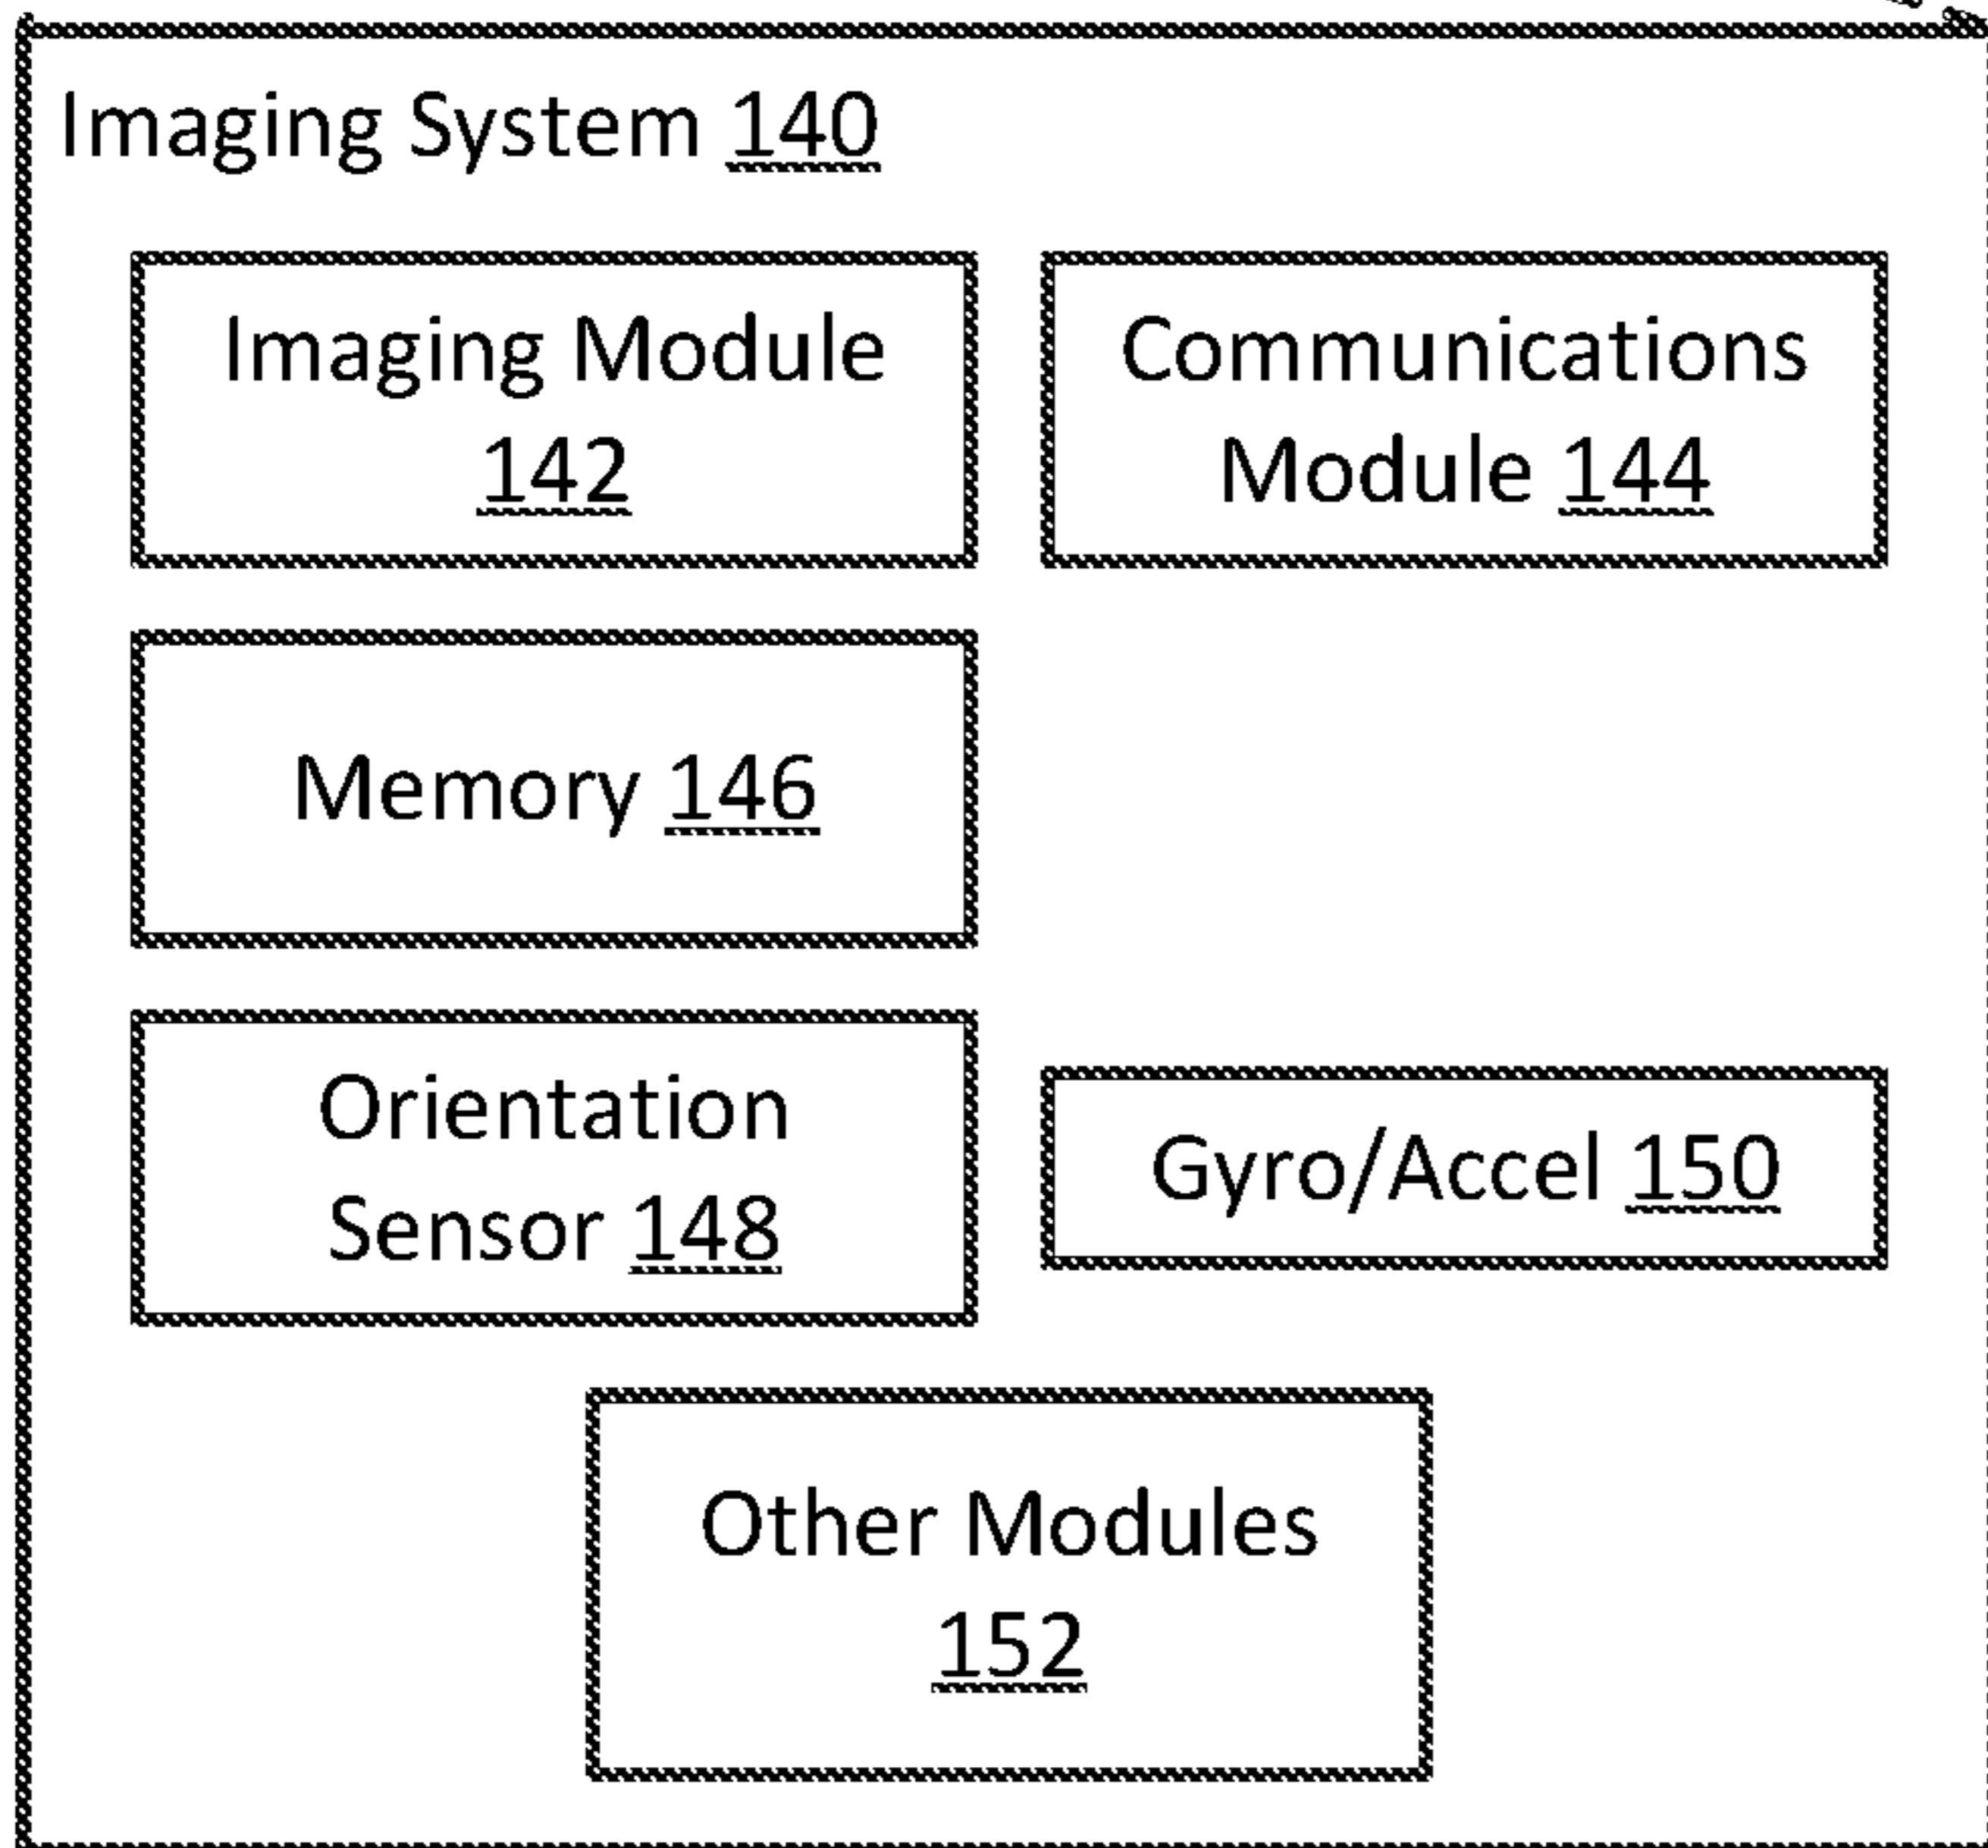 Imaging System 140
Imaging Module
142
Communications
Module 144
Memory 146
Orientation
Sensor 148
Gyro/Accel 150
Other Modules
152